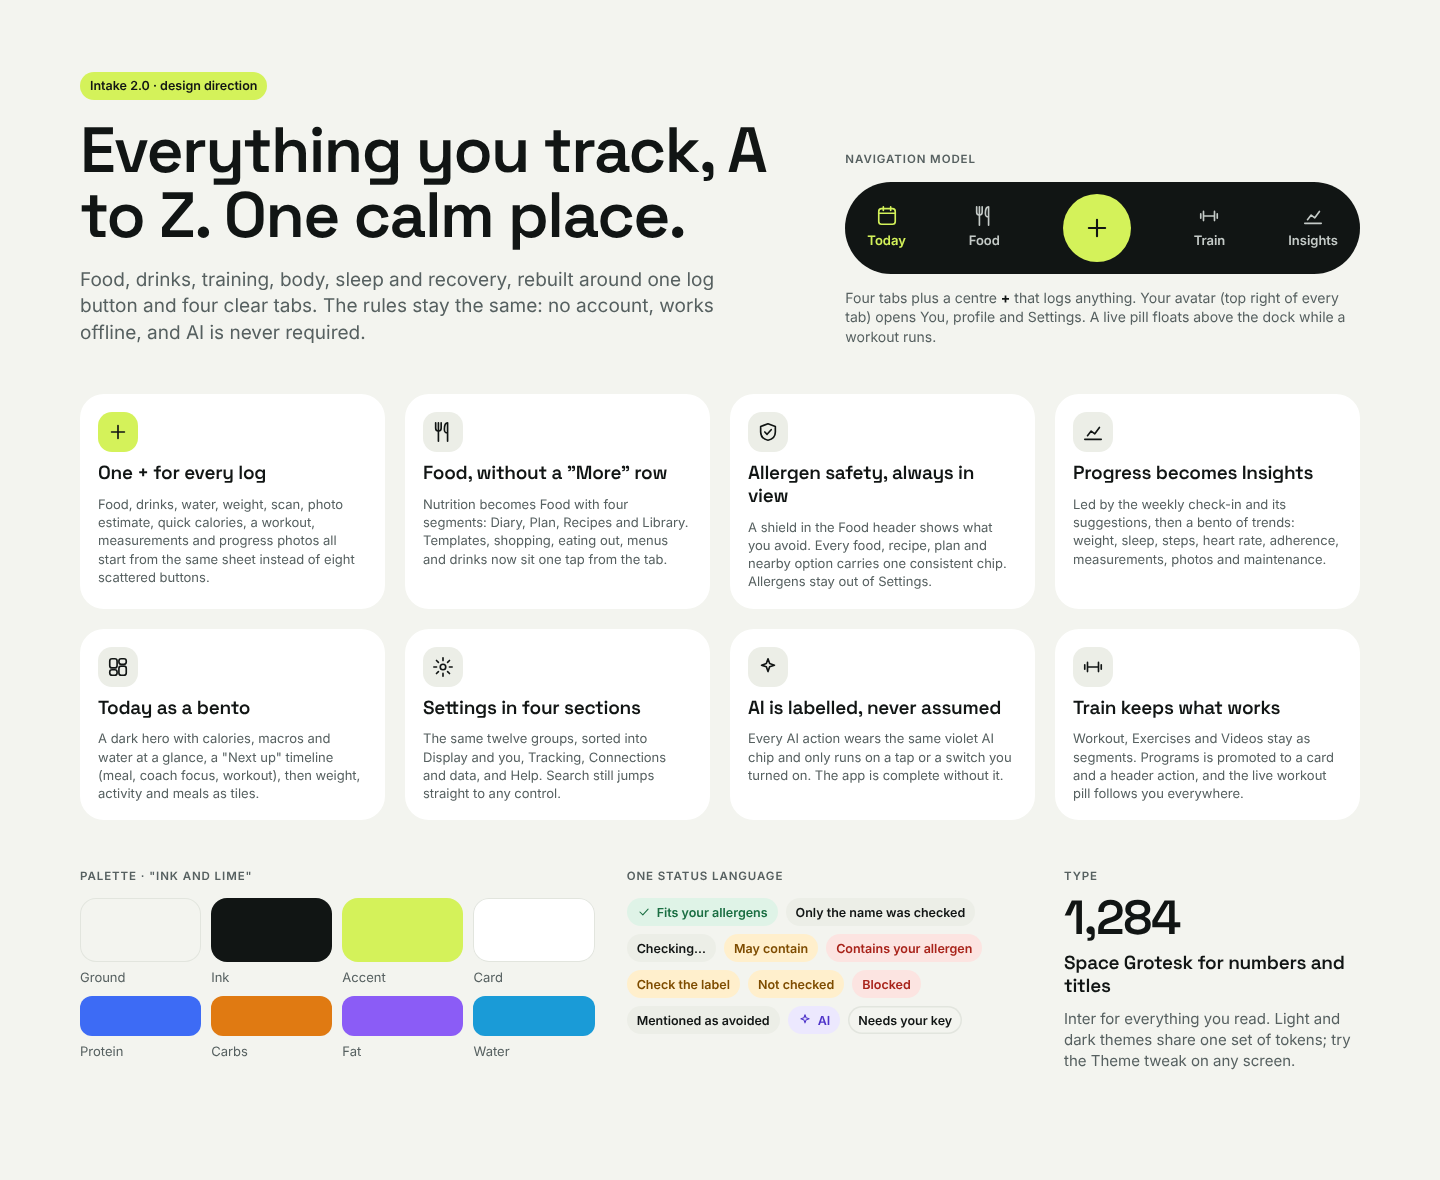 Intake 2.0 · design direction
Everything you track, A
to Z. One calm place.
Food, drinks, training, body, sleep and recovery, rebuilt around one log
button and four clear tabs. The rules stay the same: no account, works
offline, and AI is never required.
NAVIGATION MODEL
Today
Food
Train
Insights
Four tabs plus a centre + that logs anything. Your avatar (top right of every
tab) opens You, profile and Settings. A live pill floats above the dock while a
workout runs.
One + for every log
Food, drinks, water, weight, scan, photo
estimate, quick calories, a workout,
measurements and progress photos all
start from the same sheet instead of eight
scattered buttons.
Food, without a ”More” row
Nutrition becomes Food with four
segments: Diary, Plan, Recipes and Library.
Templates, shopping, eating out, menus
and drinks now sit one tap from the tab.
Allergen safety, always in
view
A shield in the Food header shows what
you avoid. Every food, recipe, plan and
nearby option carries one consistent chip.
Allergens stay out of Settings.
Progress becomes Insights
Led by the weekly check-in and its
suggestions, then a bento of trends:
weight, sleep, steps, heart rate, adherence,
measurements, photos and maintenance.
Today as a bento
A dark hero with calories, macros and
water at a glance, a "Next up" timeline
(meal, coach focus, workout), then weight,
activity and meals as tiles.
Settings in four sections
The same twelve groups, sorted into
Display and you, Tracking, Connections
and data, and Help. Search still jumps
straight to any control.
AI is labelled, never assumed
Every AI action wears the same violet AI
chip and only runs on a tap or a switch you
turned on. The app is complete without it.
Train keeps what works
Workout, Exercises and Videos stay as
segments. Programs is promoted to a card
and a header action, and the live workout
pill follows you everywhere.
PALETTE · "INK AND LIME"
Ground
Ink
Accent
Card
Protein
Carbs
Fat
Water
ONE STATUS LANGUAGE
Fits your allergens
Only the name was checked
Checking...
May contain
Contains your allergen
Check the label
Not checked
Blocked
Mentioned as avoided
AI
Needs your key
TYPE
1,284
Space Grotesk for numbers and
titles
Inter for everything you read. Light and
dark themes share one set of tokens; try
the Theme tweak on any screen.